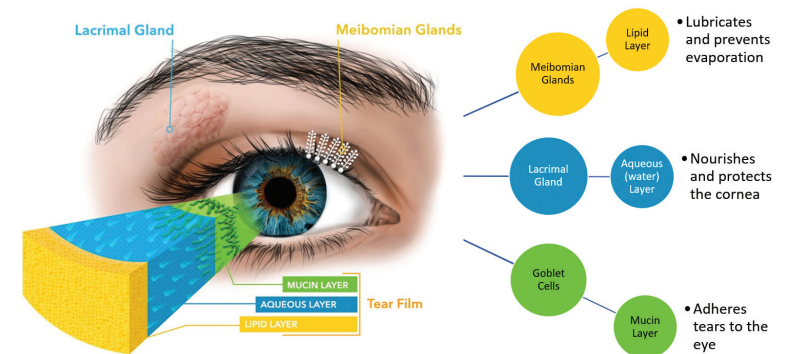 Lacrimal Gland
Meibomian Glands
MUCIN LAYER
AQUEOUS LAYER
LIPID LAYER
Tear Film
Meibomian
Glands
Lipid
Layer
• Lubricates
and prevents
evaporation
Lacrimal
Gland
Aqueous
(water)
Layer
• Nourishes
and protects
the cornea
Goblet
Cells
Mucin
Layer
• Adheres
tears to the
eye